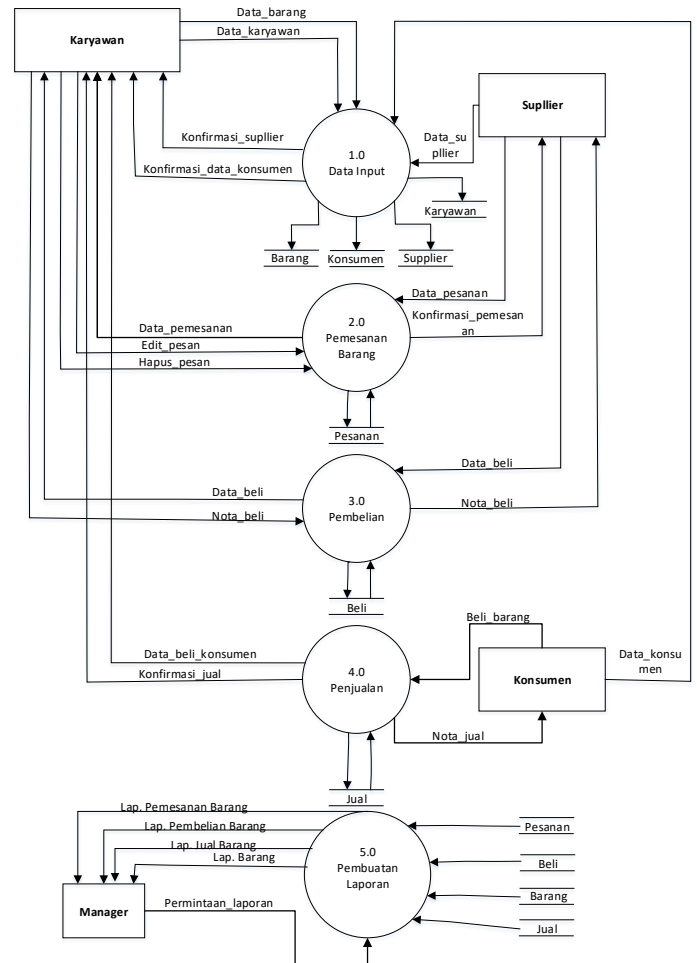 Data_barang
Karyawan
Data_karyawan
Supllier
Konfirmasi_supllier
Data_su
pllier
1.0
Data Input
Konfirmasi_data_konsumen
Karyawan
Barang
Konsumen
Supplier
Data_pesanan
2.0
Pemesanan
Barang
Konfirmasi_pemesan
an
Data_pemesanan
Edit_pesan
Hapus_pesan
Pesanan
Data_beli
3.0
Pembelian
Data_beli
Nota_beli
Nota_beli
Beli
Beli_barang
Data_beli_konsumen
4.0
Penjualan
Konfirmasi_jual
Konsumen
Data_konsu
men
Nota_jual
Jual
Lap. Pemesanan Barang
Lap. Pembelian Barang
Lap. Jual Barang
Lap. Barang
5.0
Pembuatan
Laporan
Pesanan
Beli
Barang
Jual
Manager
Permintaan_laporan